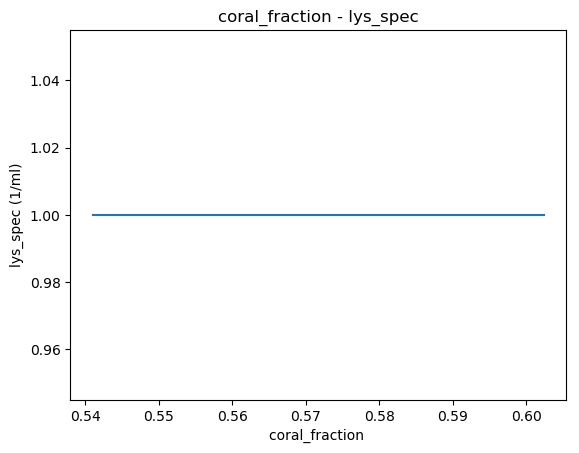 coral_fraction - lys_spec
lys_spec (1/ml)
1.04
1.02
1.00
0.98
0.96
0.54 0.55 0.56 0.57 0.58 0.59 0.60
coral_fraction